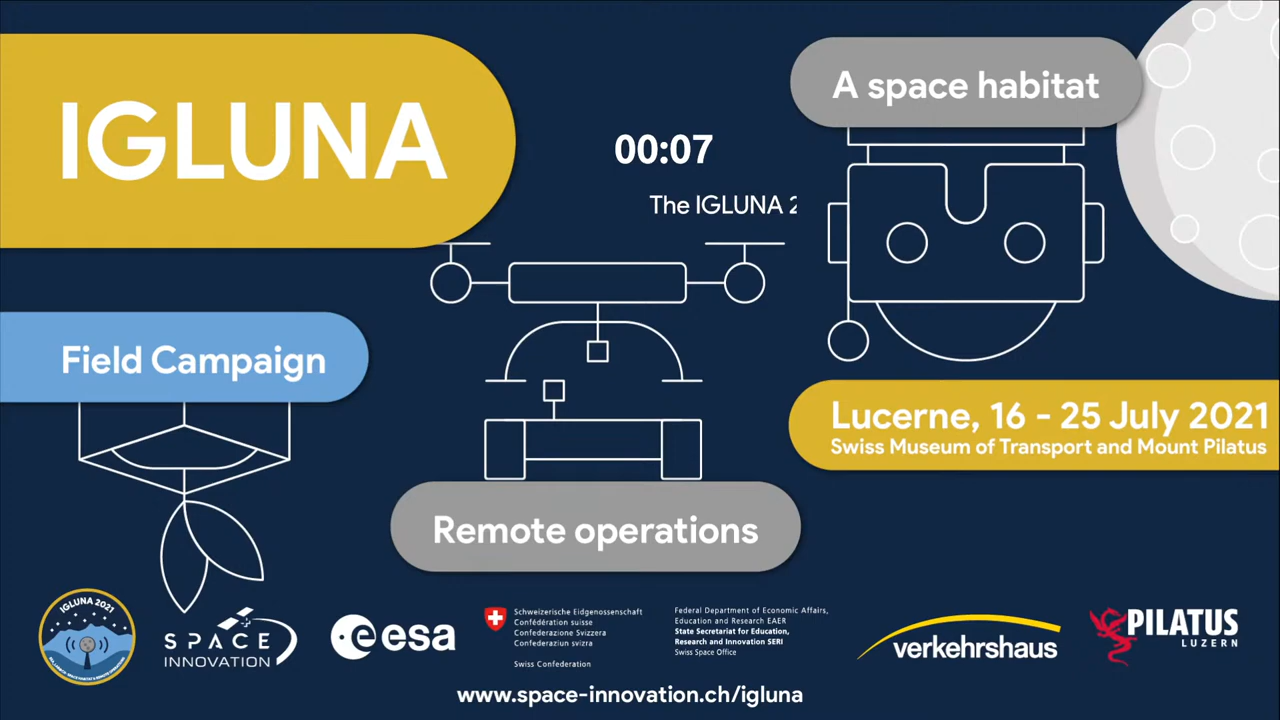 IGLUNA
A space habitat
00:07
The IGLUNA 2
Field Campaign
Lucerne, 16 - 25 July 2021
Swiss Museum of Transport and Mount Pilatus
Remote operations
IGLUNA 2021
SPACE
INNOVATION
esa
Schweizerische Eidgenossenschaft
Confédération suisse
Confederazione Svizzera
Confederaziun svizra
Swiss Confederation
Federal Department of Economic Affairs,
Education and Research EAER
State Secretariat for Education,
Research and Innovation SERI
Swiss Space Office
verkehrshaus
PILATUS
LUZERN
www.space-innovation.ch/igluna